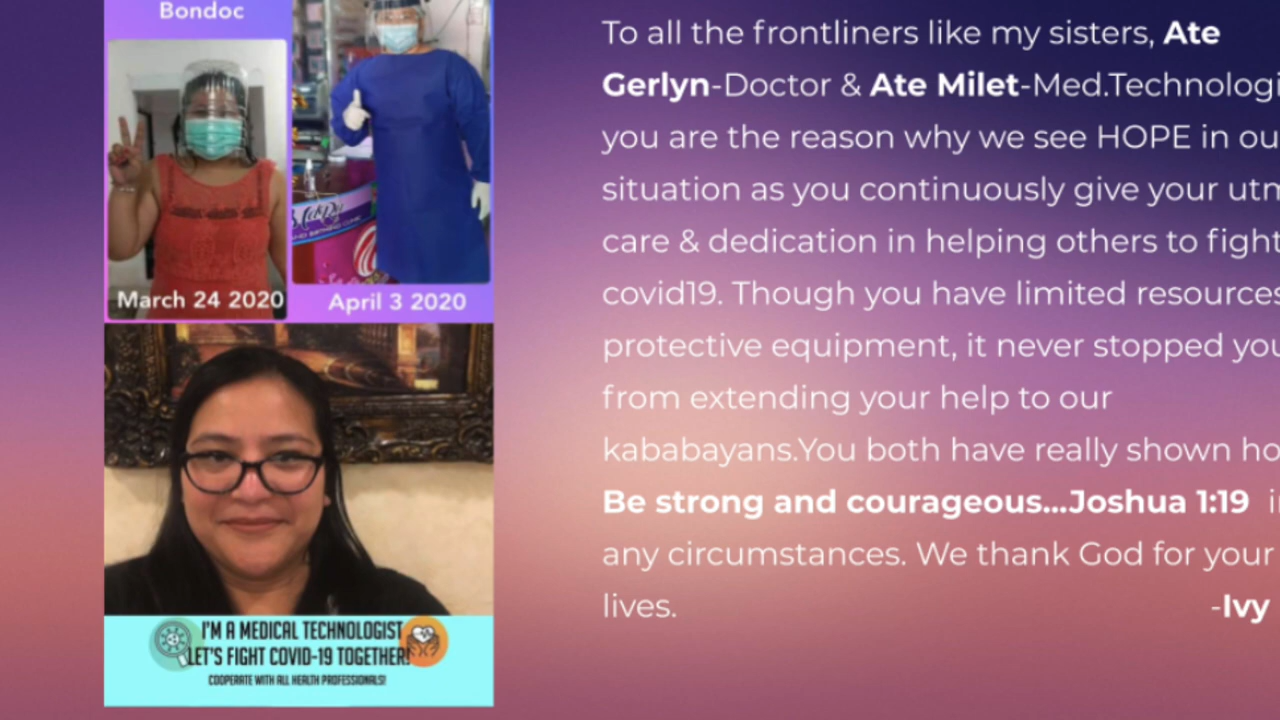 Bondoc
March 24 2020
April 3 2020
I'M A MEDICAL TECHNOLOGIST
LET'S FIGHT COVID-19 TOGETHER!
COOPERATE WITH ALL HEALTH PROFESSIONALS!
To all the frontliners like my sisters, Ate
Gerlyn-Doctor & Ate Milet-Med.Technologi
you are the reason why we see HOPE in ou
situation as you continuously give your utm
care & dedication in helping others to fight
covid19. Though you have limited resources
protective equipment, it never stopped you
from extending your help to our
kababayans.You both have really shown ho
Be strong and courageous...Joshua 1:19 in
any circumstances. We thank God for your
lives. -Ivy